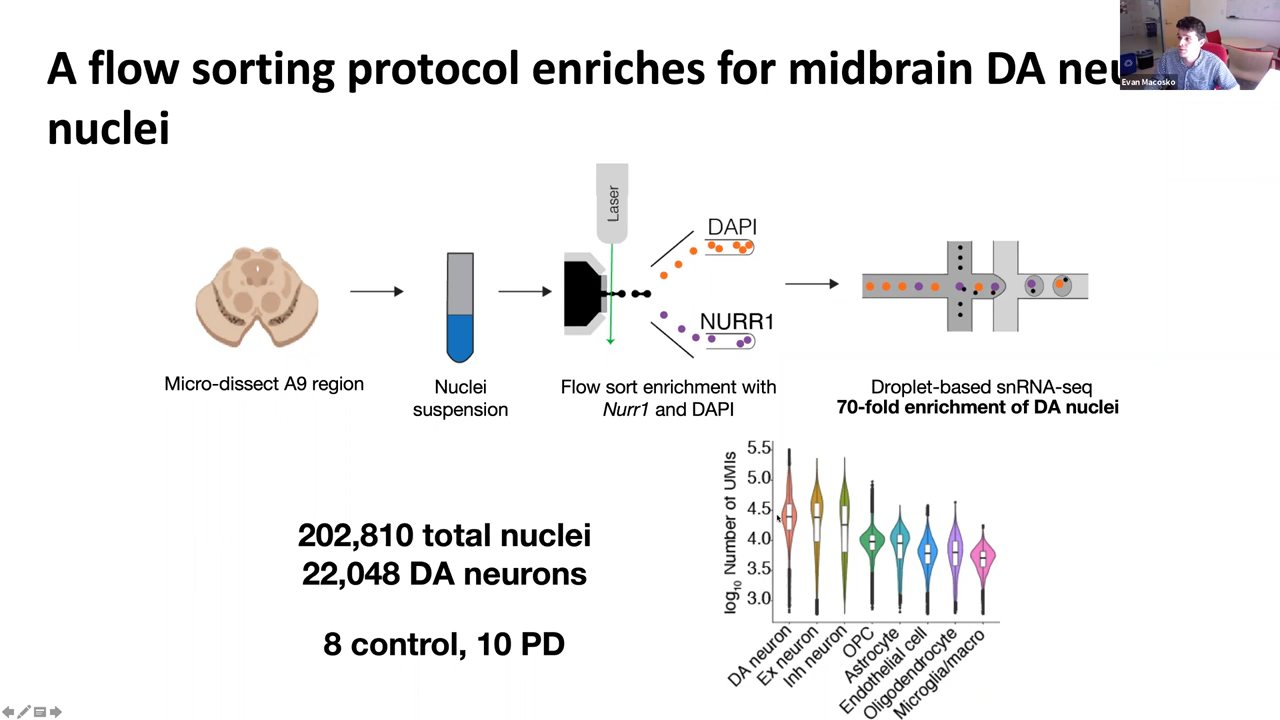 A flow sorting protocol enriches for midbrain DA
nuclei
Evan Macosko
Laser
DAPI
NURR1
Micro-dissect A9 region
Nuclei
suspension
Flow sort enrichment with
Nurr1 and DAPI
Droplet-based snRNA-seq
70-fold enrichment of DA nuclei
202,810 total nuclei
22,048 DA neurons
8 control, 10 PD
log10 Number of UMIs
5.5
5.0
4.5
4.0
3.5
3.0
DA neuron
Ex neuron
Inh neuron
OPC
Astrocyte
Endothelial cell
Oligodendrocyte
Microglia/macro